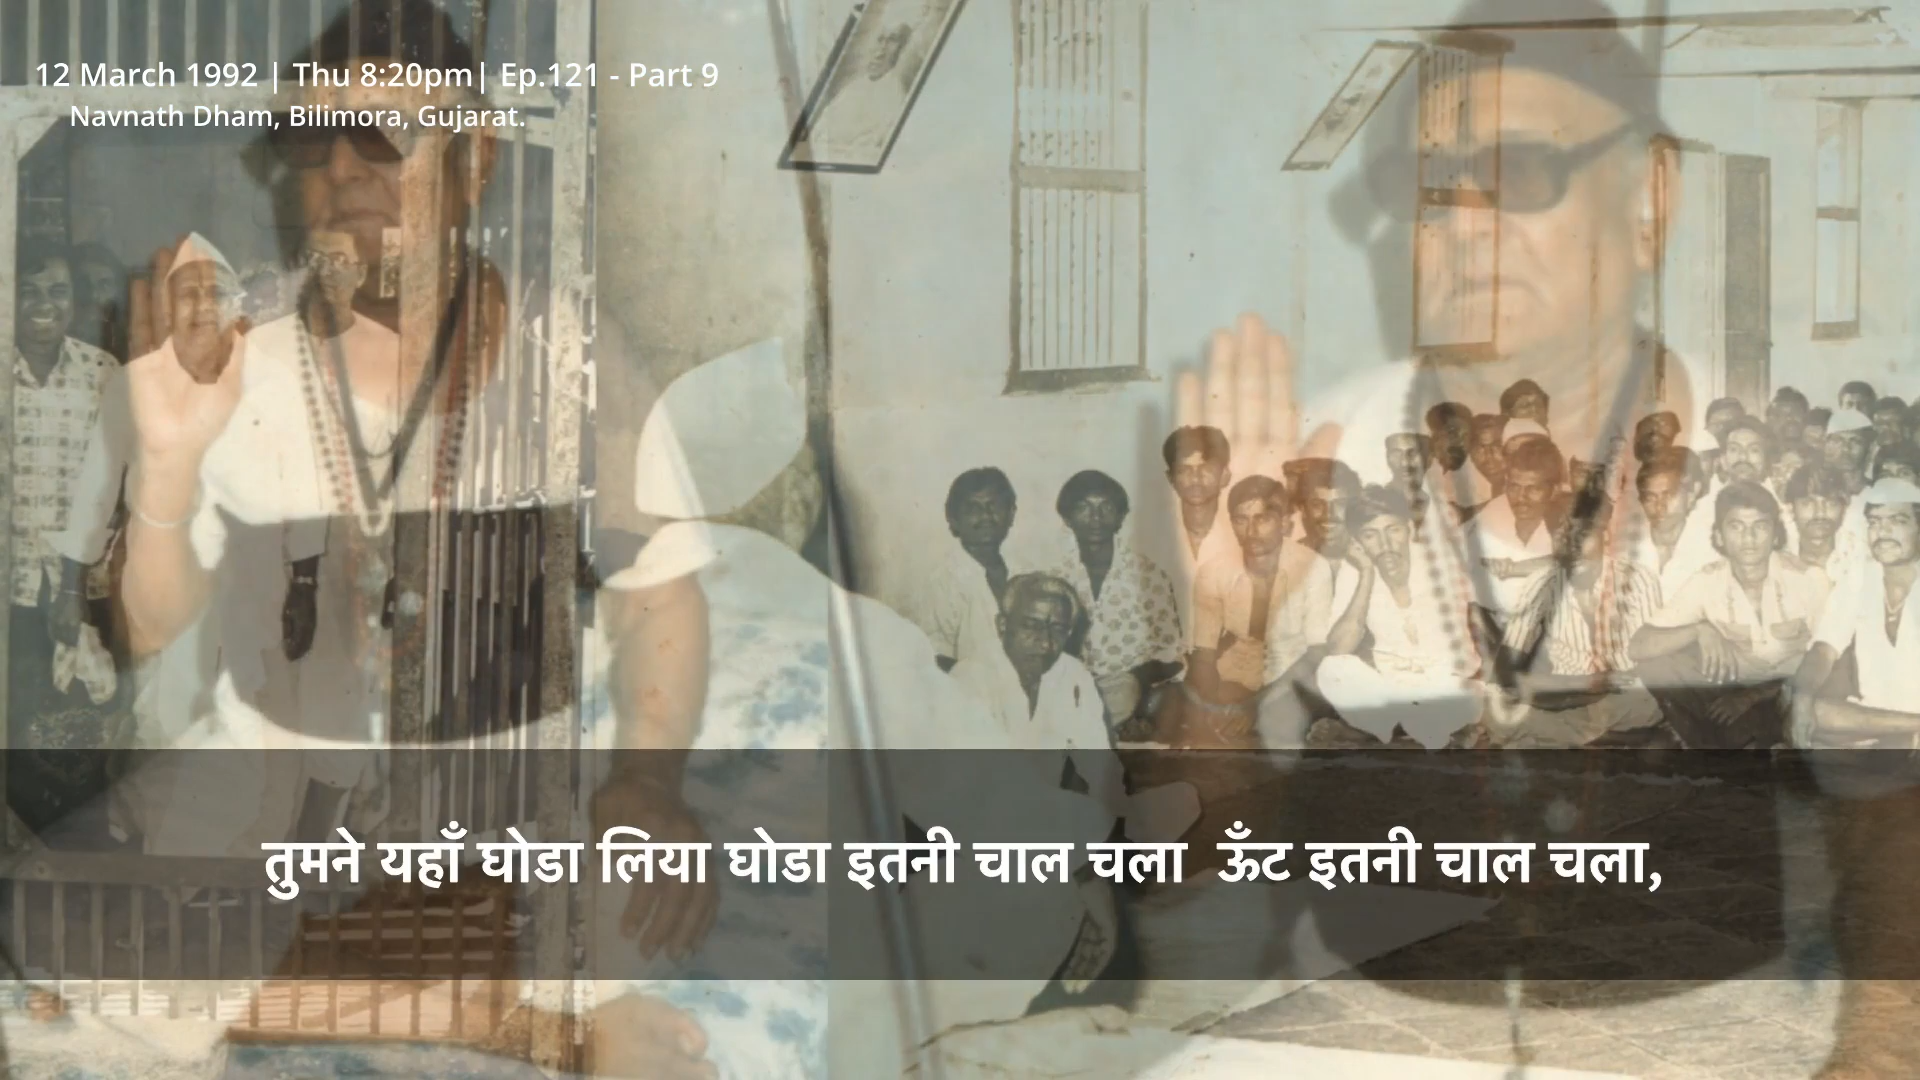 12 March 1992 | Thu 8:20pm| Ep.121 - Part 9
Navnath Dham, Bilimora, Gujarat.
तुमने यहाँ घोडा लिया घोडा इतनी चाल चला  ऊँट इतनी चाल चला,